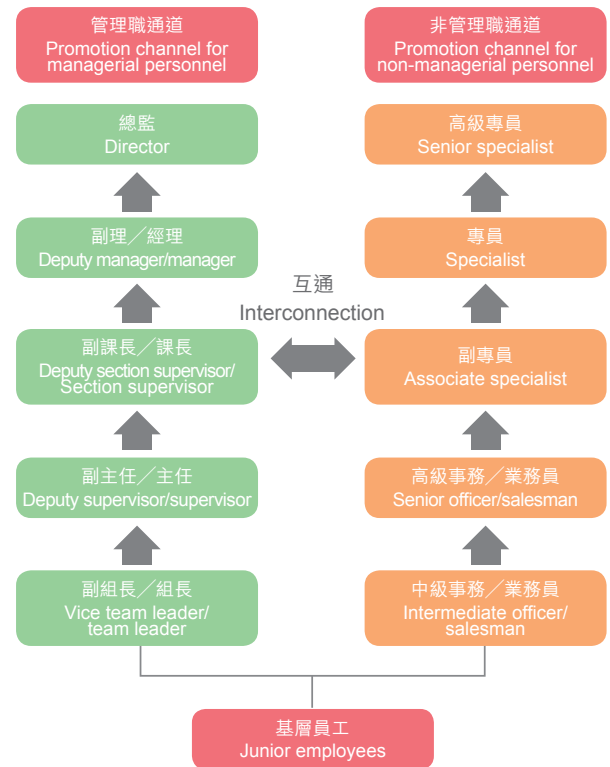 管理職通道
Promotion channel for
managerial personnel
非管理職通道
Promotion channel for
non-managerial personnel
總監
Director
高級專員
Senior specialist
副理／經理
Deputy manager/manager
專員
Specialist
互通
Interconnection
副課長／課長
Deputy section supervisor/
Section supervisor
副專員
Associate specialist
副主任／主任
Deputy supervisor/supervisor
高級事務／業務員
Senior officer/salesman
副組長／組長
Vice team leader/
team leader
中級事務／業務員
Intermediate officer/
salesman
基層員工
Junior employees